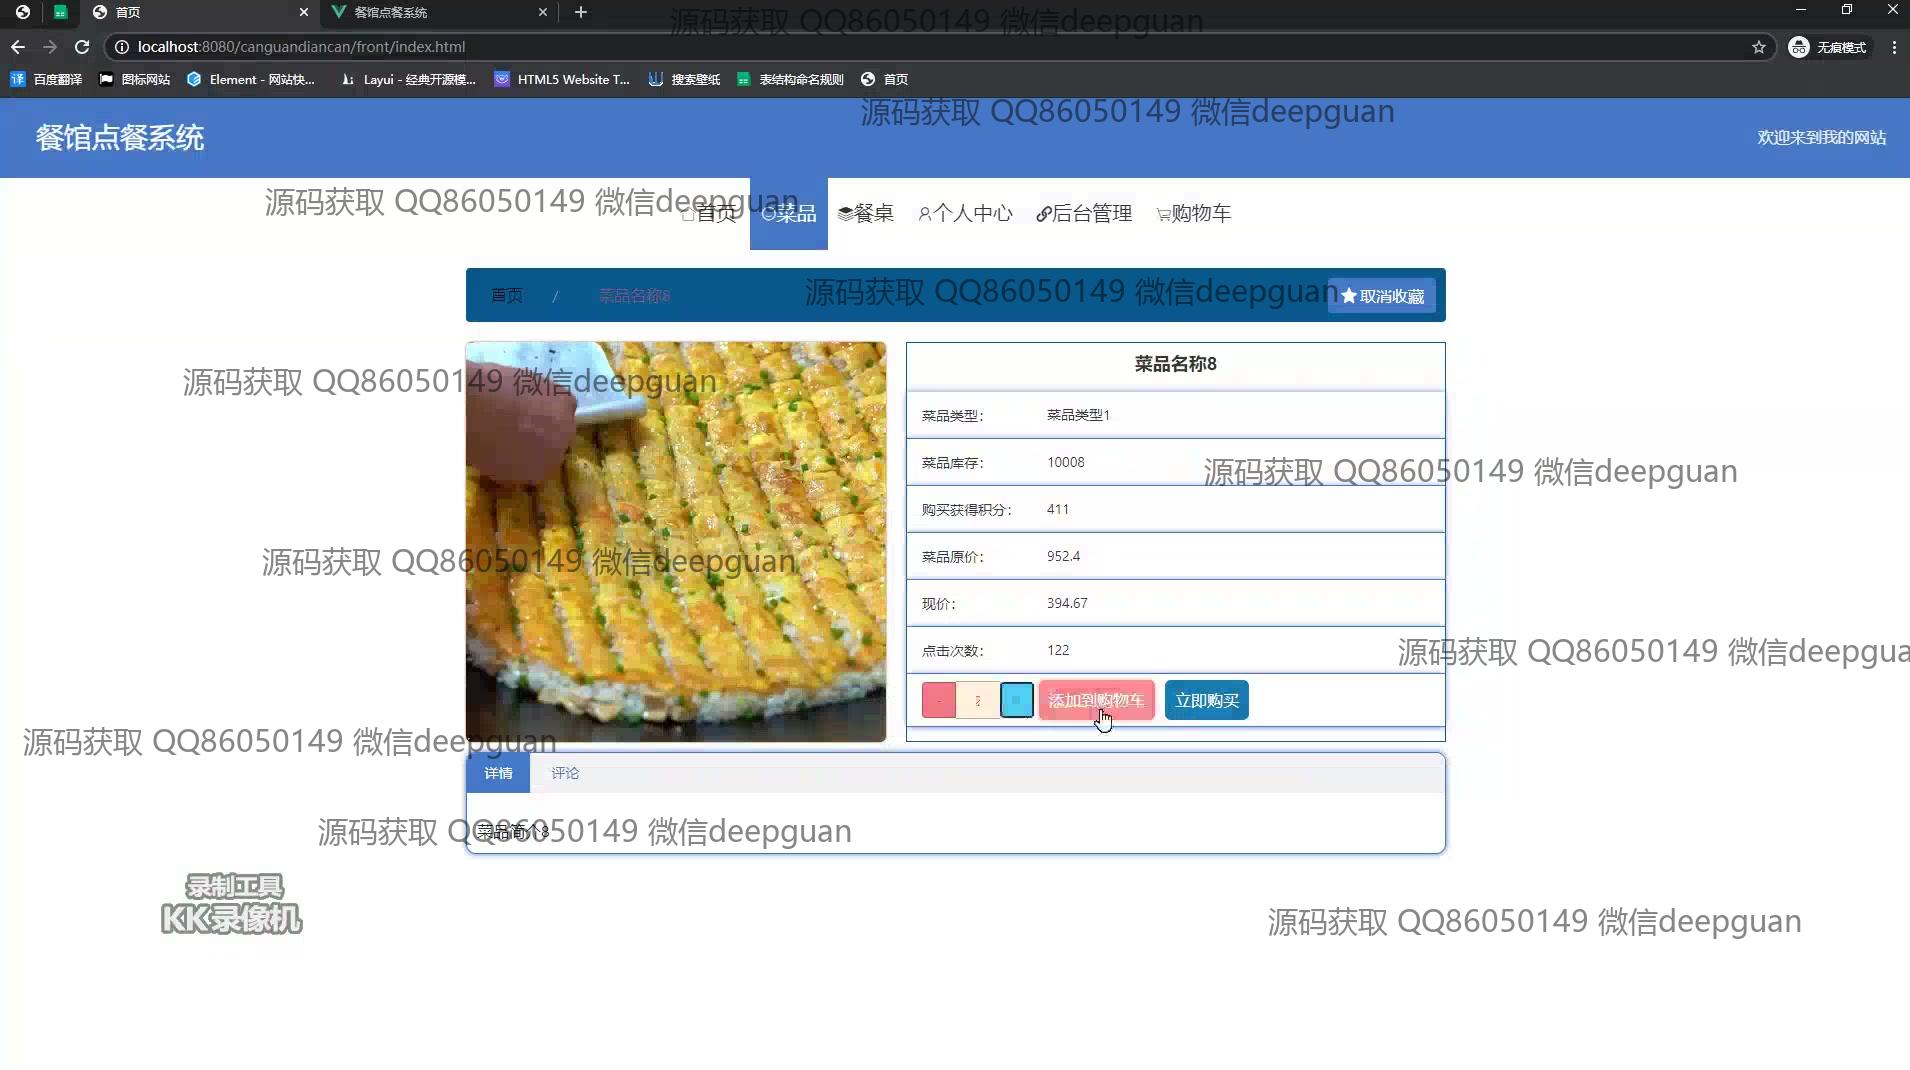 首页
餐馆点餐系统
localhost:8080/canguandiancan/front/index.html
无痕模式
百度翻译
图标网站
Element - 网站快...
Layui - 经典开源模...
HTML5 Website T...
搜索壁纸
表结构命名规则
首页
源码获取 QQ86050149 微信deepguan
源码获取 QQ86050149 微信deepguan
餐馆点餐系统
欢迎来到我的网站
源码获取 QQ86050149 微信deepguan
首页
菜品
餐桌
个人中心
后台管理
购物车
首页 / 菜品名称8
源码获取 QQ86050149 微信deepguan
取消收藏
源码获取 QQ86050149 微信deepguan
菜品名称8
菜品类型: 菜品类型1
菜品库存: 10008
源码获取 QQ86050149 微信deepguan
购买获得积分: 411
菜品原价: 952.4
源码获取 QQ86050149 微信deepguan
现价: 394.67
点击次数: 122
源码获取 QQ86050149 微信deepgua
- 2
添加到购物车
立即购买
源码获取 QQ86050149 微信deepguan
详情
评论
菜品简介8
源码获取 QQ86050149 微信deepguan
录制工具
KK录像机
源码获取 QQ86050149 微信deepguan